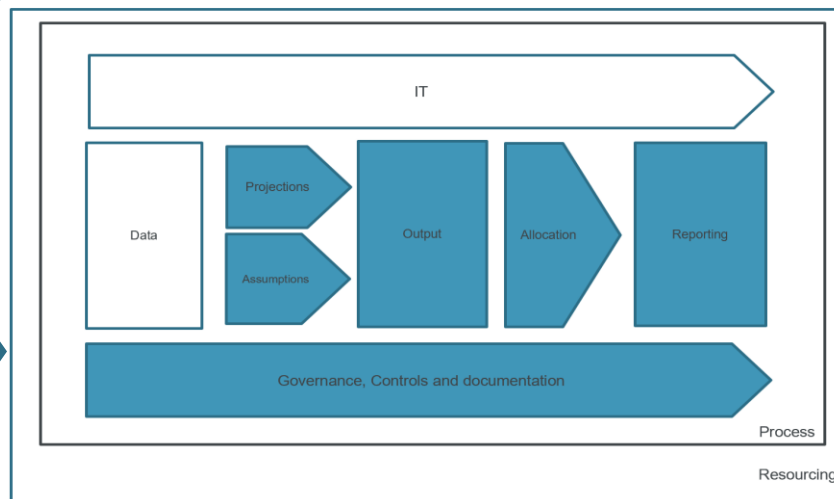 IT
Projections
Data
Output
Allocation
Reporting
Assumptions
Governance, Controls and documentation
Process
Resourcing